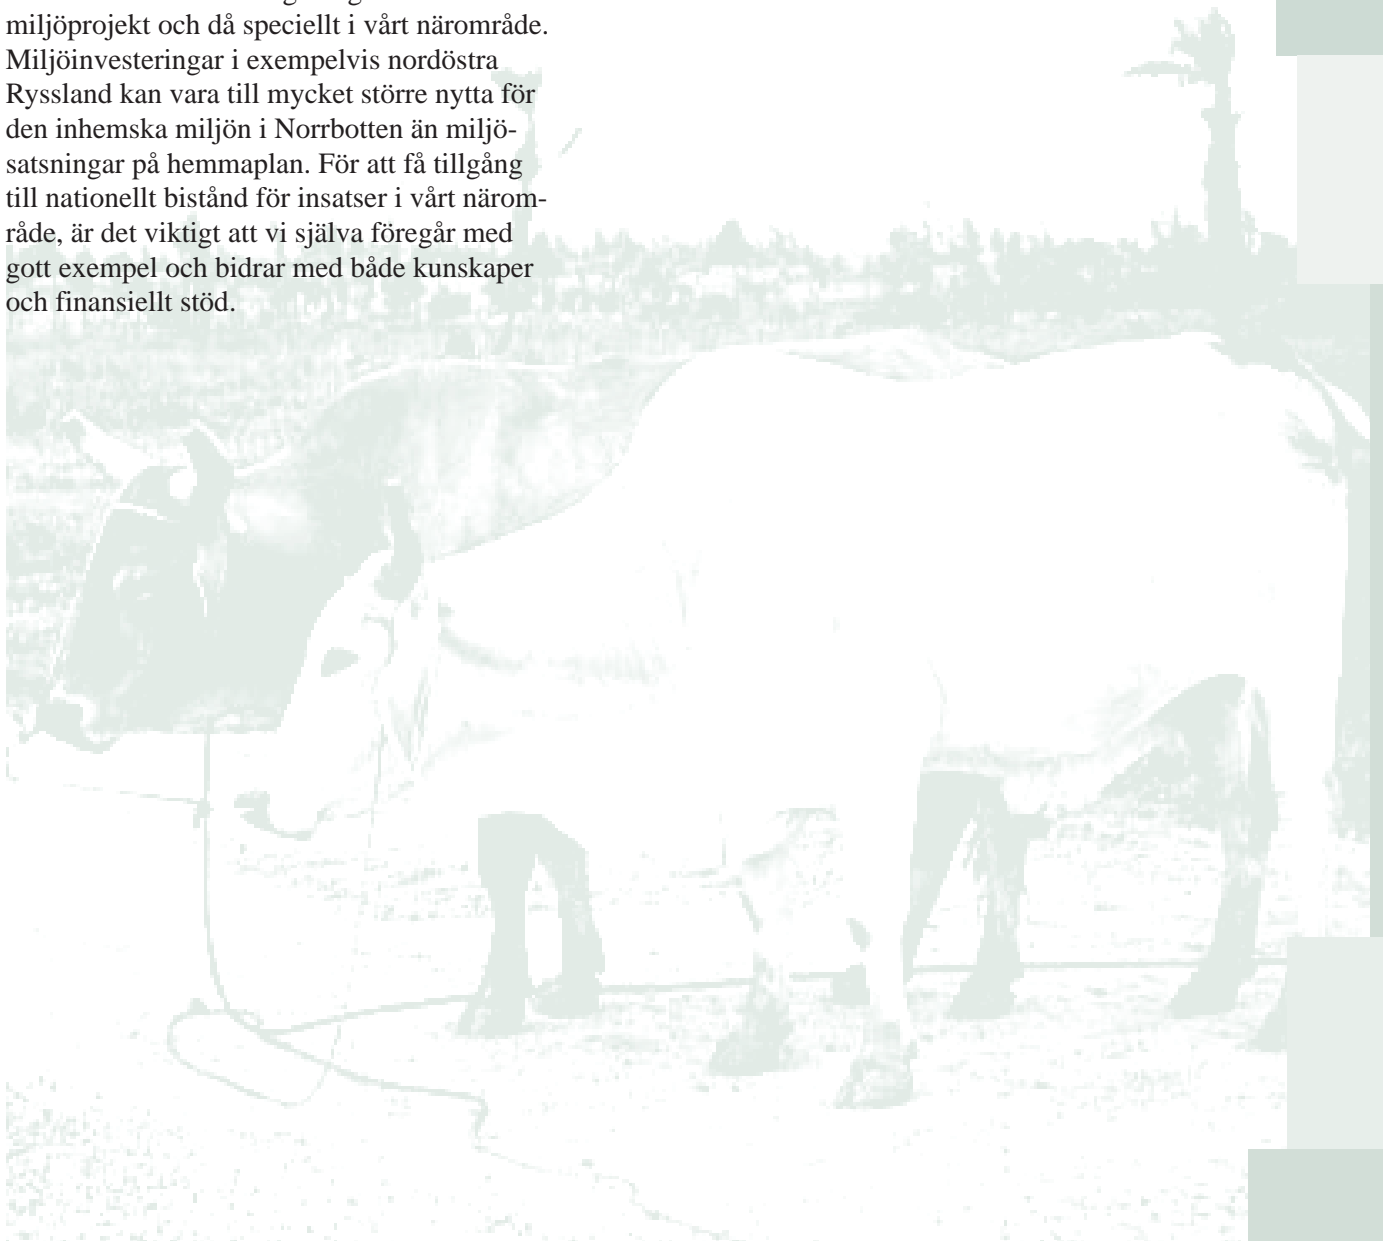 miljöprojekt och då speciellt i vårt närområde.
Miljöinvesteringar i exempelvis nordöstra
Ryssland kan vara till mycket större nytta för
den inhemska miljön i Norrbotten än miljö-
satsningar på hemmaplan. För att få tillgång
till nationellt bistånd för insatser i vårt närom-
råde, är det viktigt att vi själva föregår med
gott exempel och bidrar med både kunskaper
och finansiellt stöd.